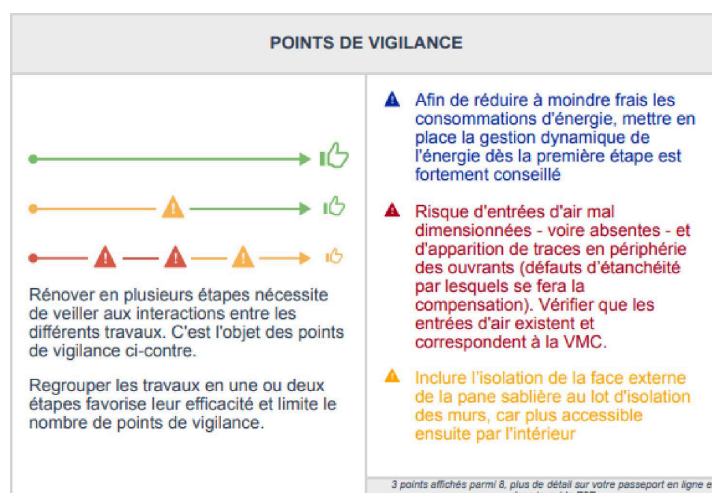 POINTS DE VIGILANCE
Rénover en plusieurs étapes nécessite
de veiller aux interactions entre les
différents travaux. C'est l'objet des points
de vigilance ci-contre.
Regrouper les travaux en une ou deux
étapes favorise leur efficacité et limite le
nombre de points de vigilance.
Afin de réduire à moindre frais les
consommations d'énergie, mettre en
place la gestion dynamique de
l'énergie dès la première étape est
fortement conseillé
Risque d'entrées d'air mal
dimensionnées - voire absentes - et
d'apparition de traces en périphérie
des ouvrants (défauts d'étanchéité
par lesquels se fera la
compensation). Vérifier que les
entrées d'air existent et
correspondent à la VMC.
Inclure l'isolation de la face externe
de la pane sablière au lot d'isolation
des murs, car plus accessible
ensuite par l'intérieur
3 points affichés parmi 8, plus de détail sur votre passeport en ligne